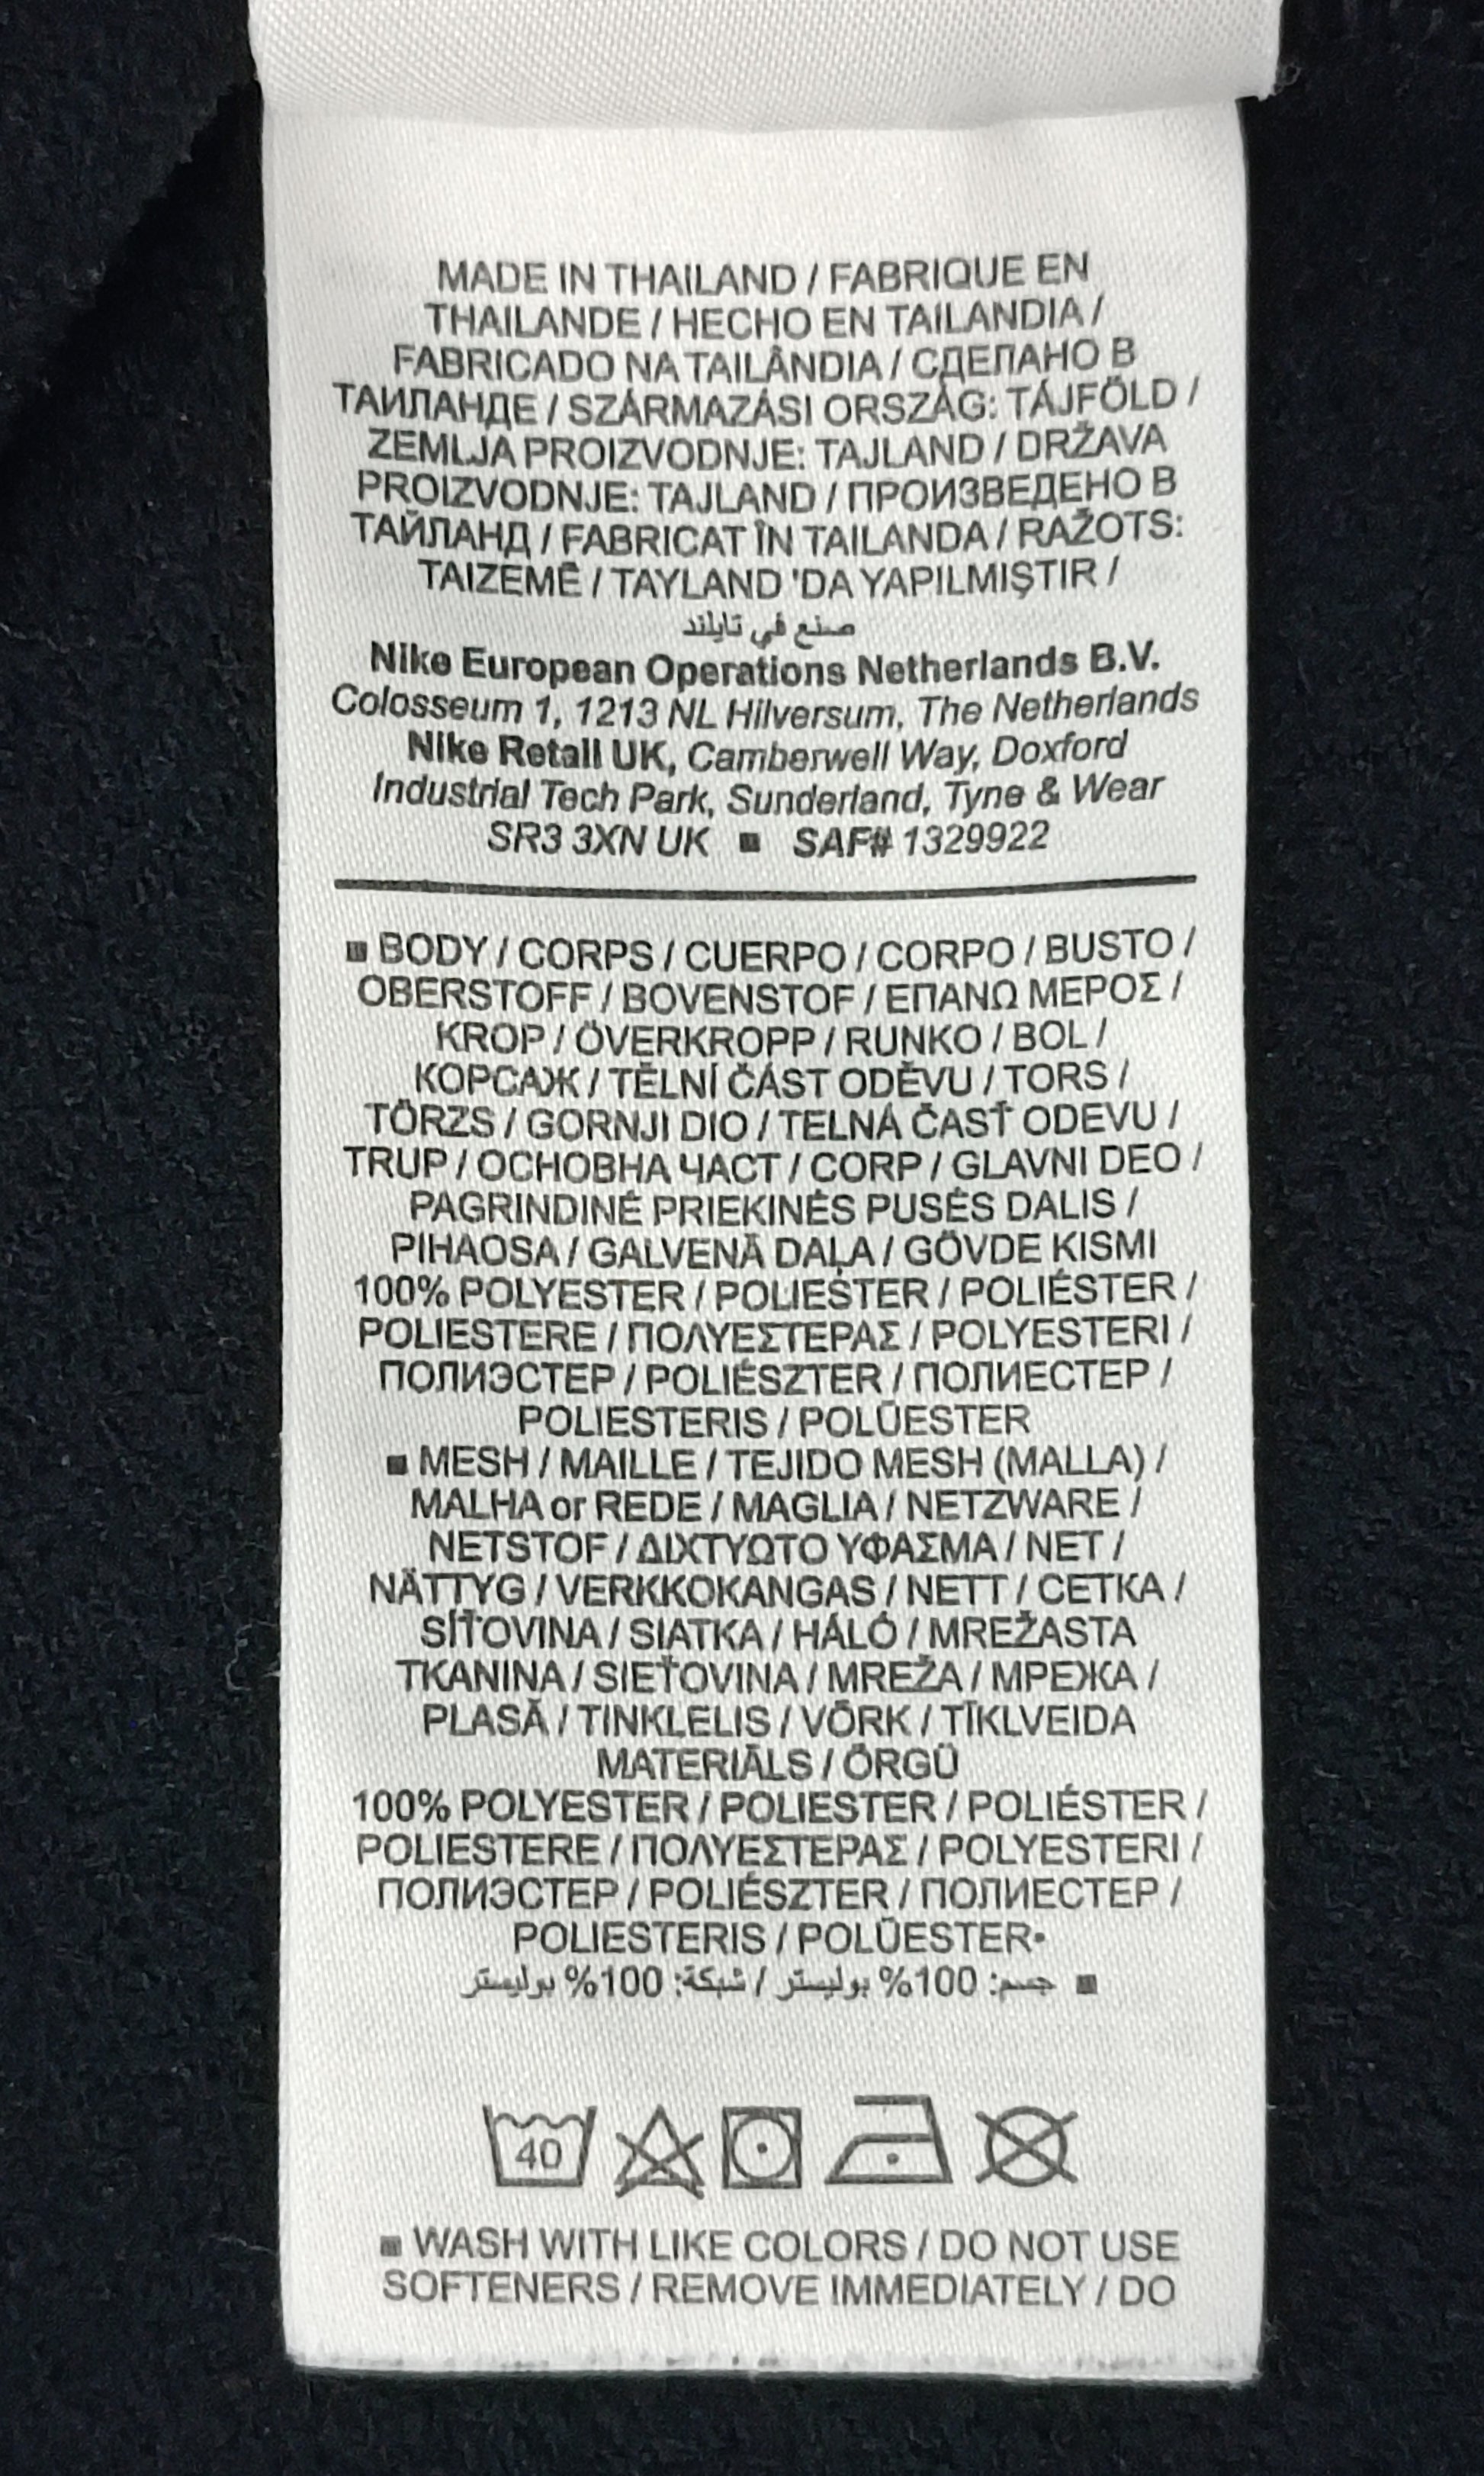 MADE IN THAILAND / FABRIQUE EN
THAILANDE / HECHO EN TAILANDIA /
FABRICADO NA TAILÂNDIA / СДЕЛАНО В
ТАИЛАНДЕ / SZÁRMAZÁSI ORSZÁG: TÁJFÖLD /
ZEMLJA PROIZVODNJE: TAJLAND / DRŽAVA
PROIZVODNJE: TAJLAND / ПРОИЗВЕДЕНО В
ТАЙЛАНД / FABRICAT ÎN TAILANDA / RAŽOTS:
TAIZEMĒ / TAYLAND 'DA YAPILMIŞTIR /
صنع في تايلند
Nike European Operations Netherlands B.V.
Colosseum 1, 1213 NL Hilversum, The Netherlands
Nike Retail UK, Camberwell Way, Doxford
Industrial Tech Park, Sunderland, Tyne & Wear
SR3 3XN UK ■ SAF# 1329922
■ BODY / CORPS / CUERPO / CORPO / BUSTO /
OBERSTOFF / BOVENSTOF / ΕΠΑΝΩ ΜΕΡΟΣ /
KROP / ÖVERKROPP / RUNKO / BOL /
КОРСАЖ / TĚLNÍ ČÁST ODĚVU / TORS /
TÖRZS / GORNJI DIO / TELNÁ ČASŤ ODEVU /
TRUP / ОСНОВНА ЧАСТ / CORP / GLAVNI DEO /
PAGRINDINĖ PRIEKINĖS PUSĖS DALIS /
PIHAOSA / GALVENĀ DAĻA / GÖVDE KISMI
100% POLYESTER / POLIESTER / POLIÉSTER /
POLIESTERE / ΠΟΛΥΕΣΤΕΡΑΣ / POLYESTERI /
ПОЛИЭСТЕР / POLIÉSZTER / ПОЛИЕСТЕР /
POLIESTERIS / POLÜESTER
■ MESH / MAILLE / TEJIDO MESH (MALLA) /
MALHA or REDE / MAGLIA / NETZWARE /
NETSTOF / ΔΙΧΤΥΩΤΟ ΥΦΑΣΜΑ / NET /
NÄTTYG / VERKKOKANGAS / NETT / СЕТКА /
SÍŤOVINA / SIATKA / HÁLÓ / MREŽASTA
TKANINA / SIEŤOVINA / MREŽA / МРЕЖА /
PLASĂ / TINKLELIS / VÕRK / TĪKLVEIDA
MATERIĀLS / ÖRGÜ
100% POLYESTER / POLIESTER / POLIÉSTER /
POLIESTERE / ΠΟΛΥΕΣΤΕΡΑΣ / POLYESTERI /
ПОЛИЭСТЕР / POLIÉSZTER / ПОЛИЕСТЕР /
POLIESTERIS / POLÜESTER•
■ جسم: 100% بوليستر / شبكة: 100% بوليستر
40
■ WASH WITH LIKE COLORS / DO NOT USE
SOFTENERS / REMOVE IMMEDIATELY / DO